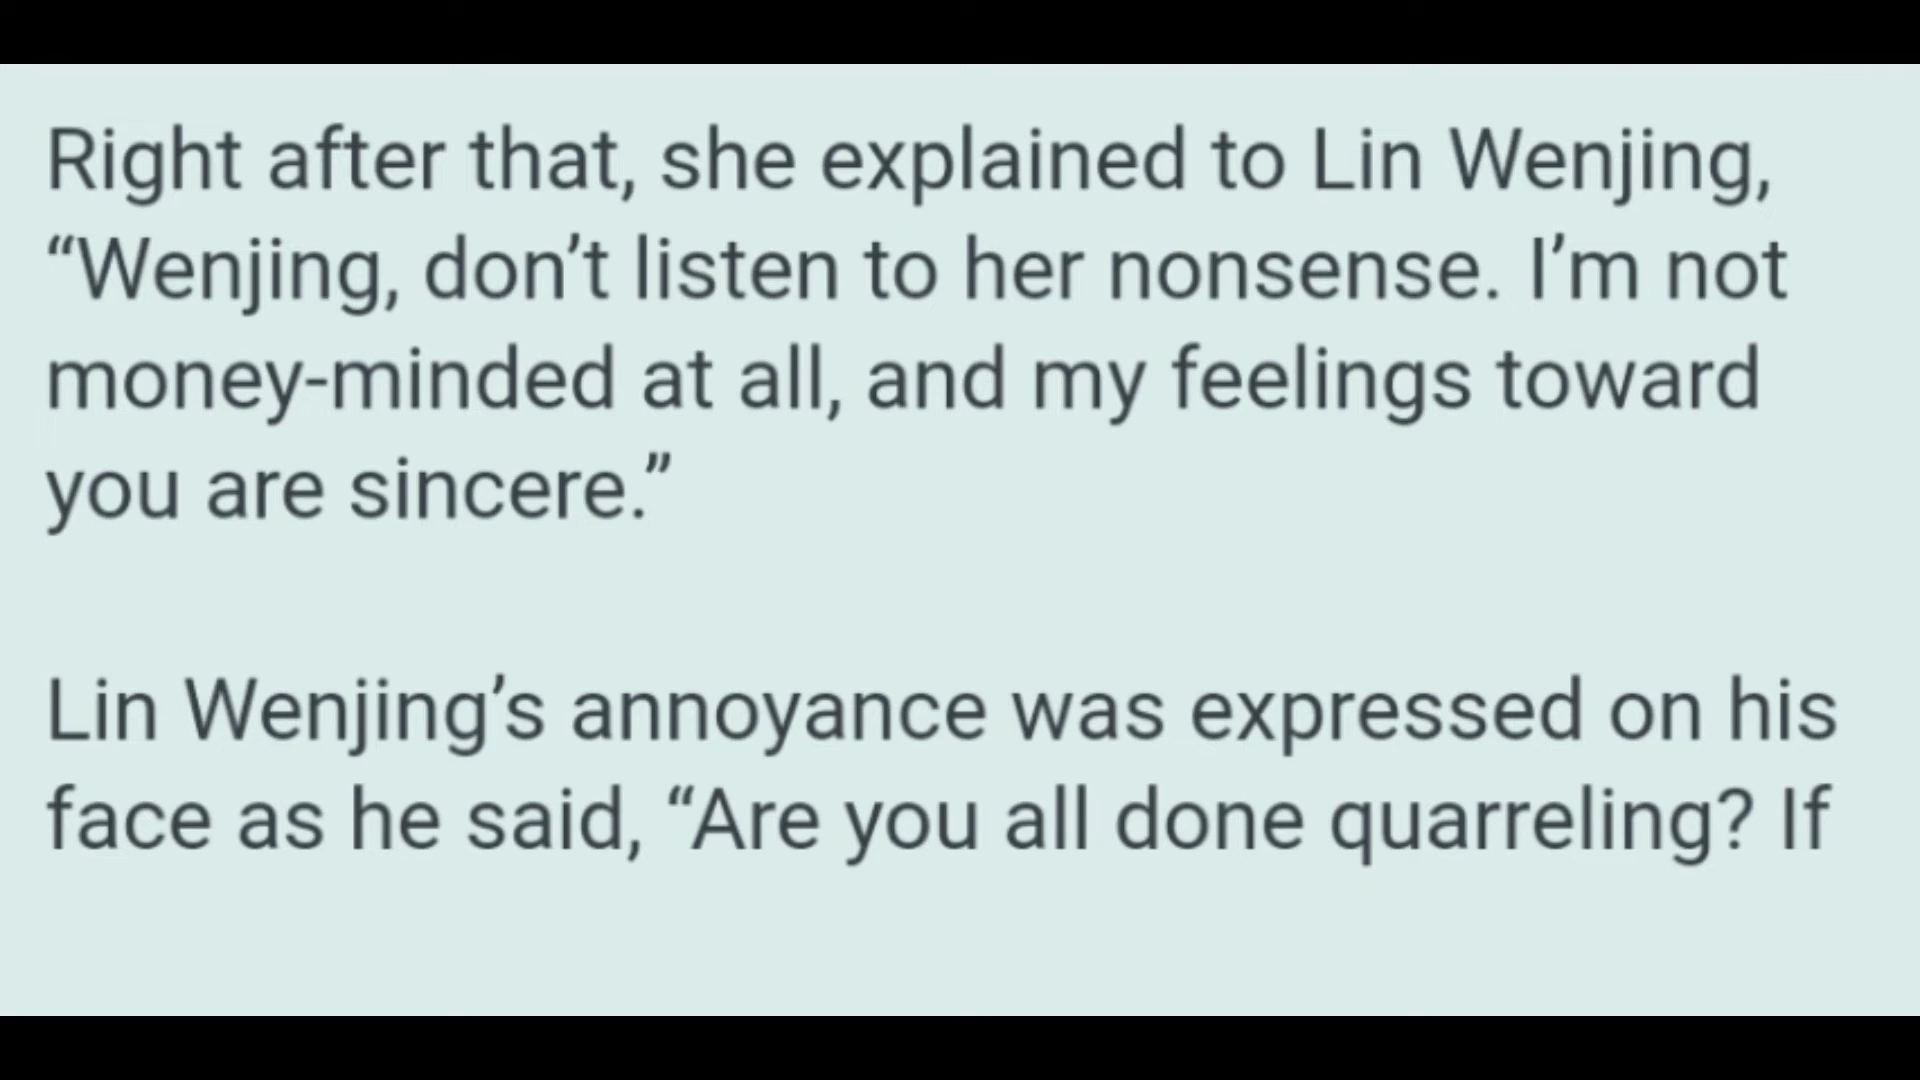 Right after that, she explained to Lin Wenjing,
“Wenjing, don’t listen to her nonsense. I’m not
money-minded at all, and my feelings toward
you are sincere.”
Lin Wenjing’s annoyance was expressed on his
face as he said, “Are you all done quarreling? If